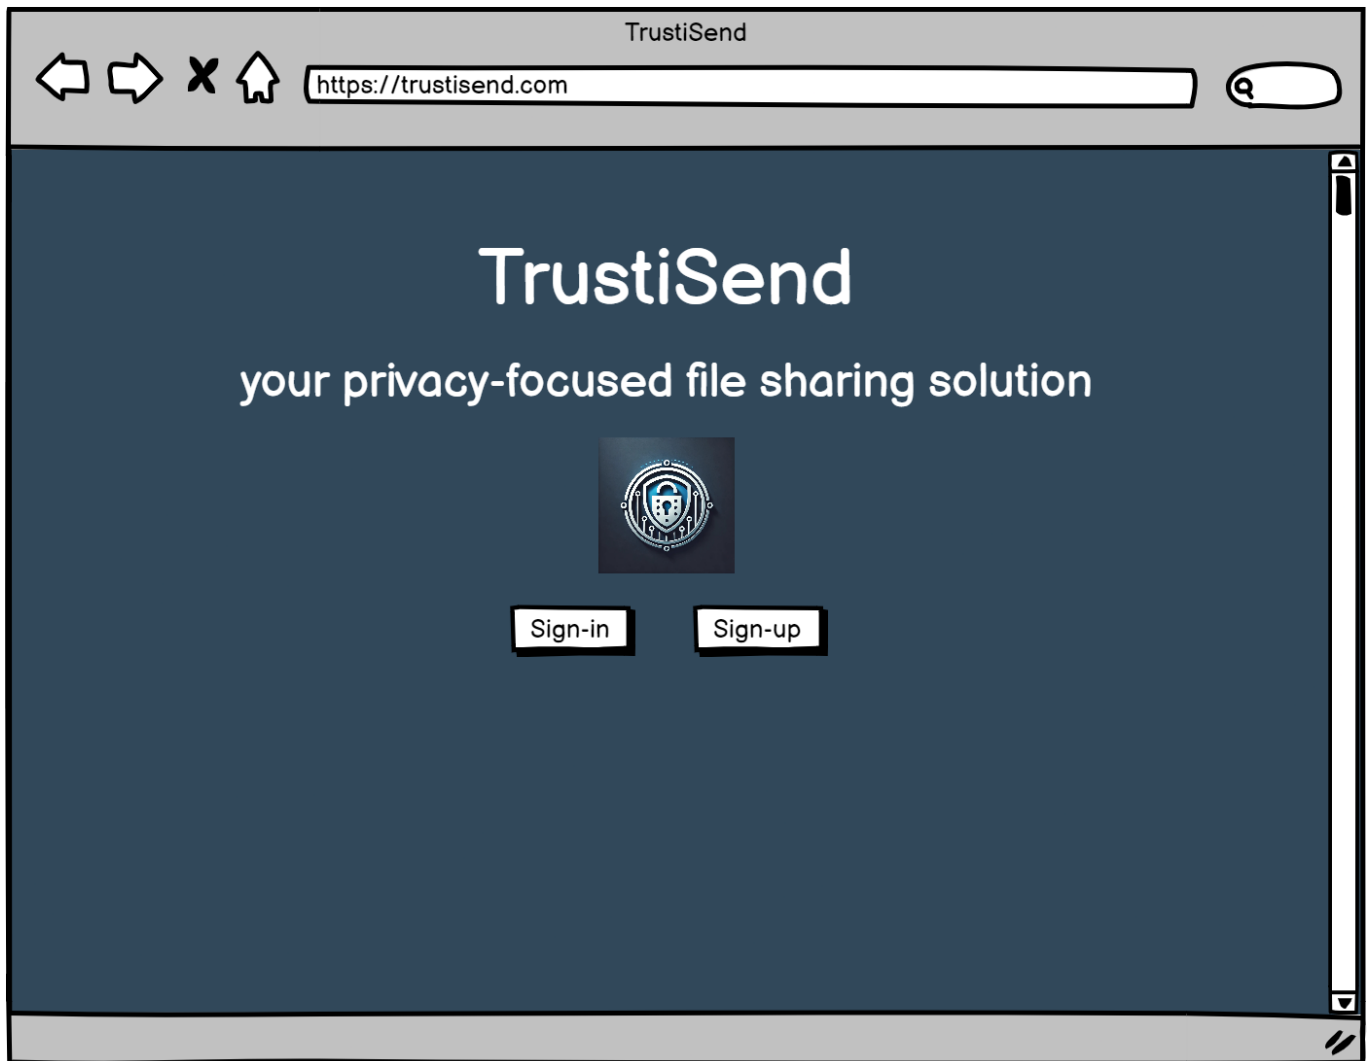 TrustiSend
https://trustisend.com
TrustiSend
your privacy-focused file sharing solution
Sign-in
Sign-up